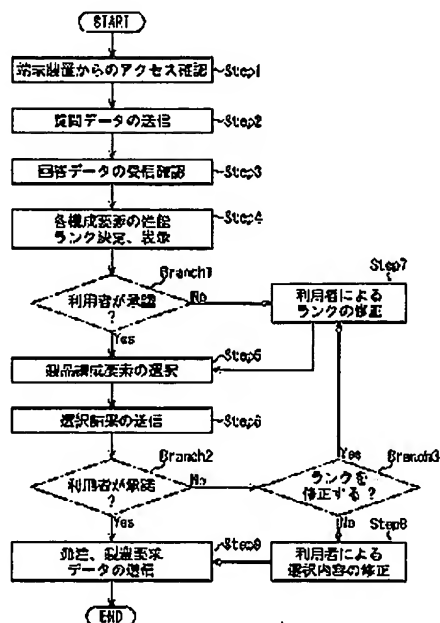 START
端末装置からのアクセス確認
Step1
質問データの送信
Step2
回答データの受信確認
Step3
各構成要素の性能
ランク決定、表示
Step4
Branch1
利用者が承諾
?
No
Yes
Step7
利用者による
ランクの修正
製品構成要素の選択
Step5
選択結果の送信
Step6
Branch2
利用者が承諾
?
No
Yes
Branch3
ランクを
修正する?
Yes
No
Step8
利用者による
選択内容の修正
Step9
発注、製造要求
データの送信
END